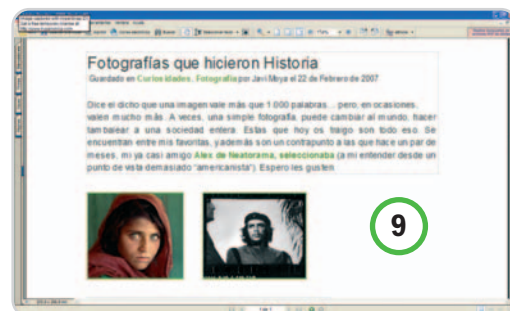 Fotografías que hicieron Historia
Guardado en Curiosidades, Fotografía por Javi Moya el 22 de Febrero de 2007
Dice el dicho que una imagen vale más que 1.000 palabras... pero, en ocasiones,
valen mucho más. A veces, una simple fotografía, puede cambiar al mundo, hacer
tambalear a una sociedad entera. Estas que hoy os traigo son todo eso. Se
encuentran entre mis favoritas, y además son un contrapunto a las que hace un par de
meses, mi ya casi amigo Alex de Neatorama, seleccionaba (a mi entender desde un
punto de vista demasiado "americanista"). Espero les gusten
9